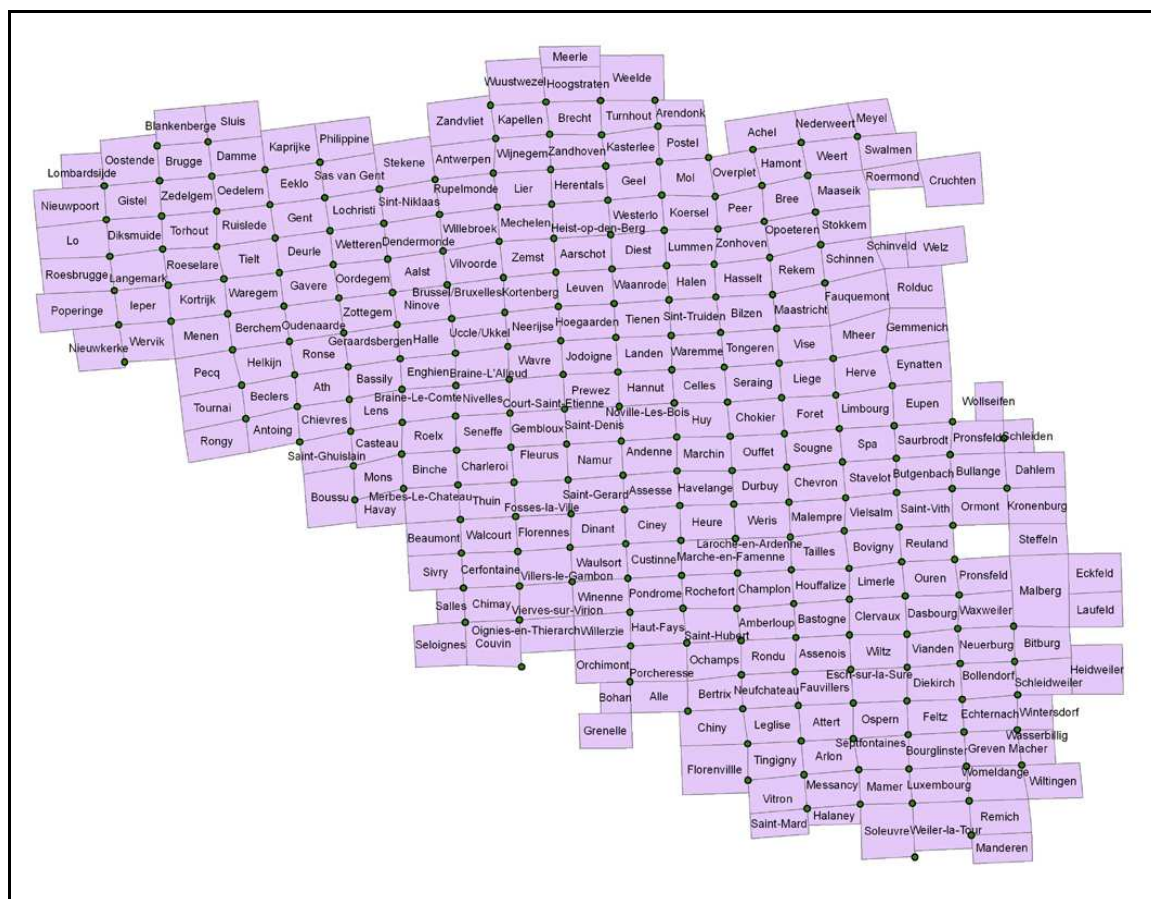 Meerle
Wuustwezel
Hoogstraten
Weelde
Blankenberge
Sluis
Zandvliet
Kapellen
Brecht
Turnhout
Arendonk
Achel
Nederweert
Meyel
Oostende
Brugge
Damme
Kaprijke
Philippine
Stekene
Antwerpen
Wijnegem
Zandhoven
Kasterlee
Postel
Hamont
Weert
Swalmen
Lombardsijde
Sas van Gent
Overplet
Roermond
Cruchten
Nieuwpoort
Gistel
Zedelgem
Oedelem
Eeklo
Sint-Niklaas
Rupelmonde
Lier
Herentals
Geel
Mol
Peer
Bree
Maaseik
Lo
Diksmuide
Torhout
Ruislede
Gent
Lochristi
Willebroek
Mechelen
Heist-op-den-Berg
Westerlo
Koersel
Opoeteren
Stokkem
Schinveld
Welz
Roesbrugge
Langemark
Roeselare
Tielt
Deurle
Wetteren
Dendermonde
Vilvoorde
Zemst
Aarschot
Diest
Lummen
Zonhoven
Rekem
Schinnen
Rolduc
Poperinge
Ieper
Kortrijk
Waregem
Gavere
Oordegem
Aalst
Brussel/Bruxelles
Kortenberg
Leuven
Waanrode
Halen
Hasselt
Maastricht
Fauquemont
Nieuwkerke
Wervik
Menen
Berchem
Oudenaarde
Zottegem
Ninove
Uccle/Ukkel
Neerijse
Hoegaarden
Tienen
Sint-Truiden
Bilzen
Vise
Mheer
Gemmenich
Pecq
Helkijn
Ronse
Geraardsbergen
Halle
Wavre
Jodoigne
Landen
Waremme
Tongeren
Liege
Herve
Eynatten
Tournai
Beclers
Ath
Bassily
Enghien
Braine-L'Alleud
Prewez
Hannut
Celles
Seraing
Limbourg
Eupen
Wollseifen
Rongy
Antoing
Chievres
Lens
Braine-Le-Comte
Nivelles
Court-Saint-Etienne
Noville-Les-Bois
Huy
Chokier
Foret
Saint-Ghuislain
Casteau
Roelx
Seneffe
Gembloux
Saint-Denis
Andenne
Marchin
Ouffet
Sougne
Spa
Saurbrodt
Pronsfeld
Schleiden
Boussu
Mons
Binche
Charleroi
Fleurus
Namur
Assesse
Havelange
Durbuy
Chevron
Stavelot
Butgenbach
Bullange
Dahlem
Havay
Merbes-Le-Chateau
Thuin
Fosses-la-Ville
Saint-Gerard
Ciney
Heure
Weris
Malempre
Vielsalm
Saint-Vith
Ormont
Kronenburg
Beaumont
Walcourt
Florennes
Dinant
Custinne
Marche-en-Famenne
Laroche-en-Ardenne
Tailles
Bovigny
Reuland
Steffeln
Sivry
Cerfontaine
Villers-le-Gambon
Waulsort
Pondrome
Rochefort
Champlon
Houffalize
Limerle
Ouren
Pronsfeld
Malberg
Eckfeld
Salles
Chimay
Vierves-sur-Virion
Winenne
Haut-Fays
Saint-Hubert
Amberloup
Bastogne
Clervaux
Dasbourg
Waxweiler
Laufeld
Seloignes
Couvin
Oignies-en-Thierarch
Willerzie
Ochamps
Rondu
Assenois
Wiltz
Vianden
Neuerburg
Bitburg
Orchimont
Porcheresse
Bertrix
Neufchateau
Fauvillers
Esch-sur-la-Sure
Diekirch
Bollendorf
Schleidweiler
Heidweiler
Bohan
Alle
Chiny
Leglise
Attert
Ospern
Feltz
Echternach
Wintersdorf
Grenelle
Florenvillle
Tingigny
Arlon
Septfontaines
Bourglinster
Greven Macher
Wasserbillig
Vitron
Messancy
Mamer
Luxembourg
Womeldange
Wiltingen
Saint-Mard
Halaney
Soleuvre
Weiler-la-Tour
Remich
Manderen